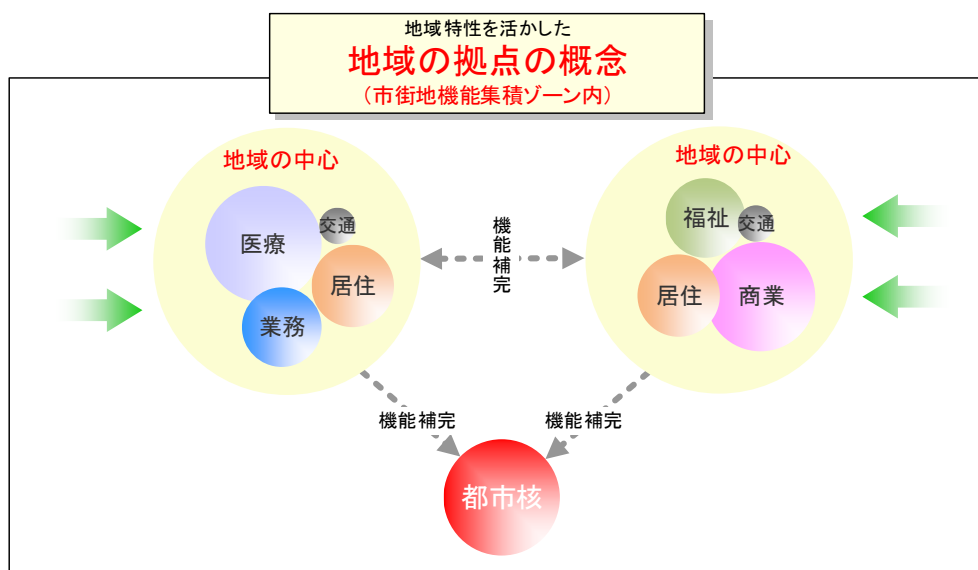 地域特性を活かした
地域の拠点の概念
（市街地機能集積ゾーン内）
地域の中心
医療
交通
居住
業務
機能補完
地域の中心
福祉
交通
居住
商業
機能補完
機能補完
都市核